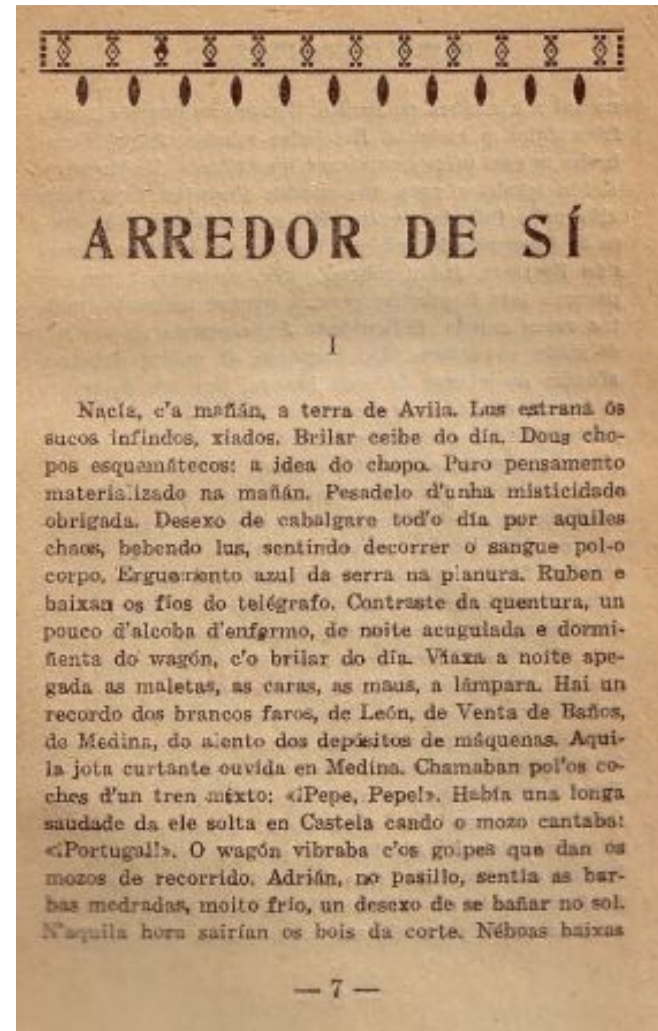 ARREDOR DE SÍ
I
Nacía, c'a mañán, a terra de Avila. Lus estrana ôs
sucos infindos, xiados. Brilar ceibe do día. Dous cho-
pos esquemátecos: a idea do chopo. Puro pensamento
materializado na mañán. Pesadelo d'unha misticidade
obrigada. Desexo de cabalgare tod'o día por aquiles
chaos, bebendo lus, sentindo decorrer o sangue pol-o
corpo. Erguemento azul da serra na planura. Ruben e
baixan os fíos do telégrafo. Contraste da quentura, un
pouco d'alcoba d'enfermo, de noite acugulada e dormi-
ñenta do wagón, c'o brilar do día. Viaxa a noite ape-
gada as maletas, as caras, as maus, a lámpara. Hai un
recordo dos brancos faros, de León, de Venta de Baños,
de Medina, do alento dos depósitos de máquenas. Aqui-
la jota curtante ouvida en Medina. Chamaban pol'os co-
ches d'un tren mixto: «¡Pepe, Pepe!». Había una longa
saudade da ele solta en Castela cando o mozo cantaba:
«¡Portugal!». O wagón vibraba c'os golpes que dan os
mozos de recorrido. Adrián, no pasillo, sentía as bar-
bas medradas, moito frío, un desexo de se bañar no sol.
N'aquila hora sairían os bois da corte. Néboas baixas
— 7 —